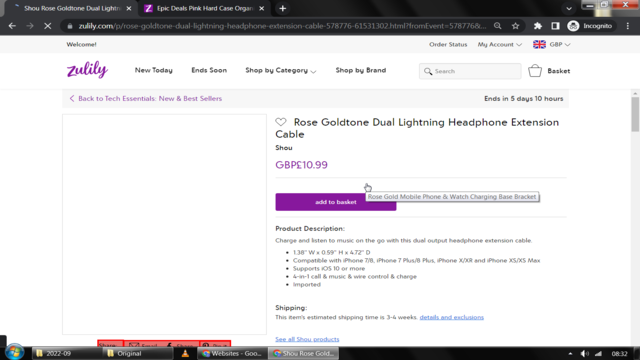 Shou Rose Goldtone Dual Lightn
Epic Deals Pink Hard Case Organ
zulily.com/p/rose-goldtone-dual-lightning-headphone-extension-cable-578776-61531302.html?fromEvent=578776&...
Incognito
Welcome!
Order Status
My Account
GBP
zulily
New Today
Ends Soon
Shop by Category
Shop by Brand
Search
Basket
Back to Tech Essentials: New & Best Sellers
Ends in 5 days 10 hours
Rose Goldtone Dual Lightning Headphone Extension
Cable
Shou
GBP£10.99
add to basket
Rose Gold Mobile Phone & Watch Charging Base Bracket
Product Description:
Charge and listen to music on the go with this dual output headphone extension cable.
• 1.38" W x 0.59" H x 4.72" D
• Compatible with iPhone 7/8, iPhone 7 Plus/8 Plus, iPhone X/XR and iPhone XS/XS Max
• Supports iOS 10 or more
• 4-in-1 call & music & wire control & charge
• Imported
Shipping:
This item's estimated shipping time is 3-4 weeks. details and exclusions
See all Shou products
Share
Email
Share
2022-09
Original
Websites - Goo...
Shou Rose Gold...
08:32